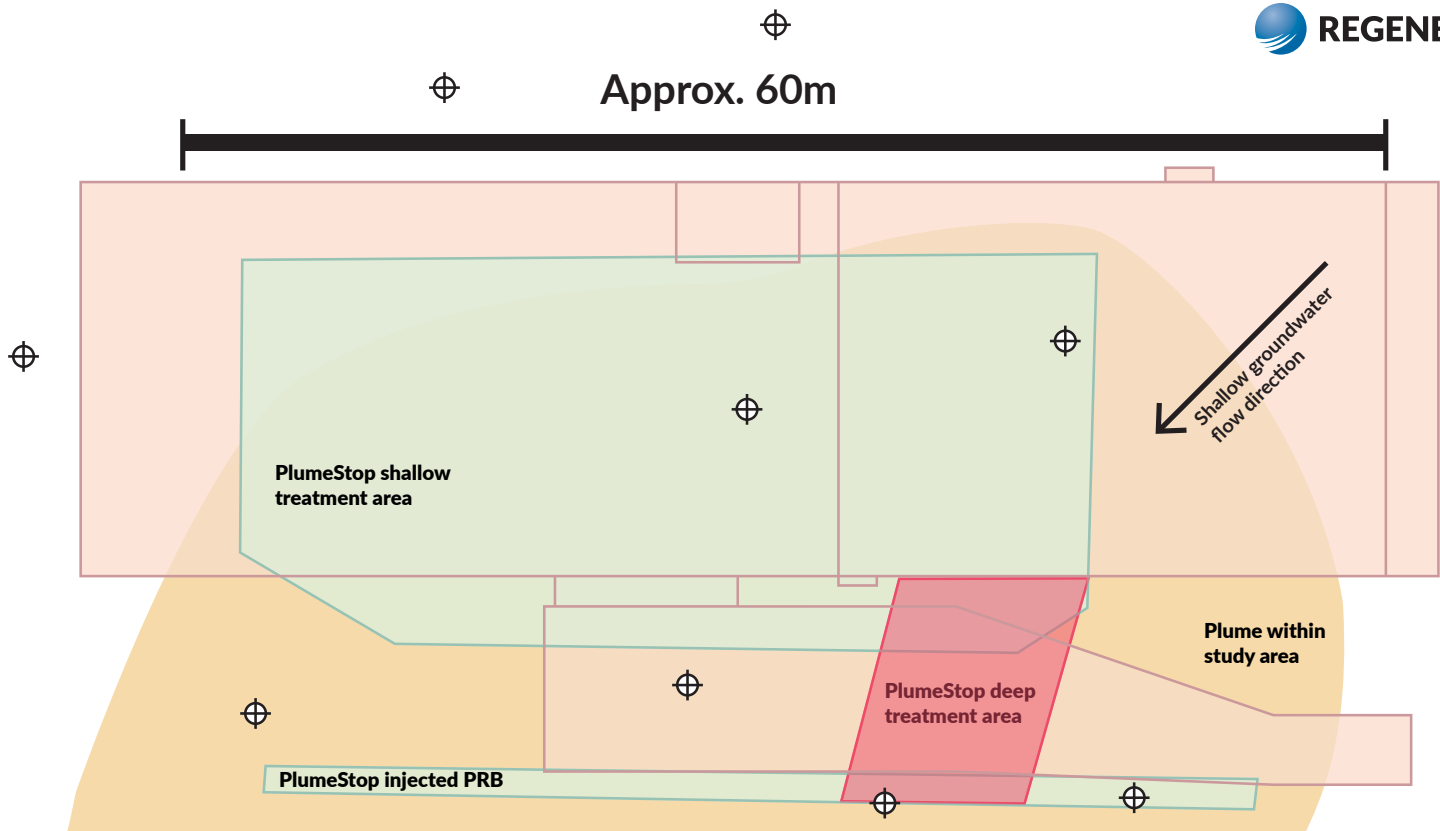 REGENE
Approx. 60m
Shallow groundwater
flow direction
PlumeStop shallow
treatment area
Plume within
study area
PlumeStop deep
treatment area
PlumeStop injected PRB